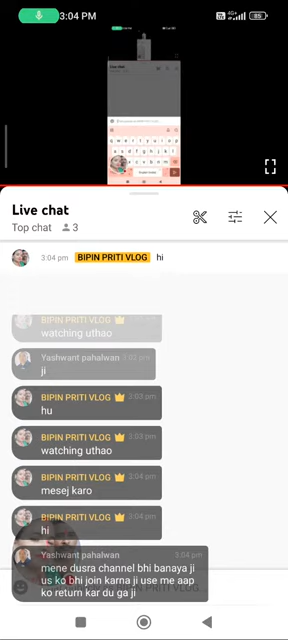 3:04 PM
4G+
85
Live chat
Top chat 3
3:04 pm BIPIN PRITI VLOG hi
BIPIN PRITI VLOG
watching uthao
Yashwant pahalwan 3:03 pm
ji
BIPIN PRITI VLOG 3:03 pm
hu
BIPIN PRITI VLOG 3:03 pm
watching uthao
BIPIN PRITI VLOG 3:04 pm
mesej karo
BIPIN PRITI VLOG 3:04 pm
hi
Yashwant pahalwan 3:04 pm
mene dusra channel bhi banaya ji
us ko bhi join karna ji use me aap
ko return kar du ga ji